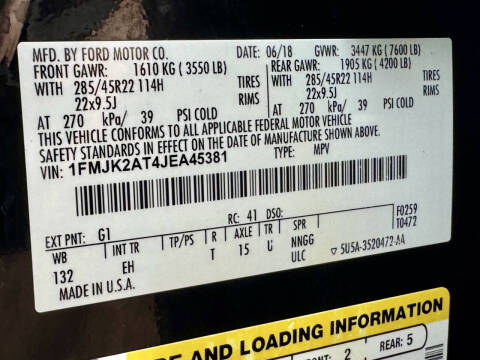 MFD. BY FORD MOTOR CO.
DATE: 06/18 GVWR: 3447 KG (7600 LB)
FRONT GAWR: 1610 KG (3550 LB) REAR GAWR: 1905 KG (4200 LB)
WITH 285/45R22 114H TIRES WITH 285/45R22 114H TIRES
22x9.5J RIMS 22x9.5J RIMS
AT 270 kPa/ 39 PSI COLD AT 270 kPa/ 39 PSI COLD
THIS VEHICLE CONFORMS TO ALL APPLICABLE FEDERAL MOTOR VEHICLE
SAFETY STANDARDS IN EFFECT ON THE DATE OF MANUFACTURE SHOWN ABOVE.
VIN: 1FMJK2AT4JEA45381 TYPE: MPV
F0259
T0472
EXT PNT: G1 RC: 41 DSO:
WB INT TR TP/PS R AXLE TR SPR
132 EH T 15 U NNGG
ULC ▽ 5U5A-3520472-AA
MADE IN U.S.A.
AND LOADING INFORMATION
2 REAR: 5